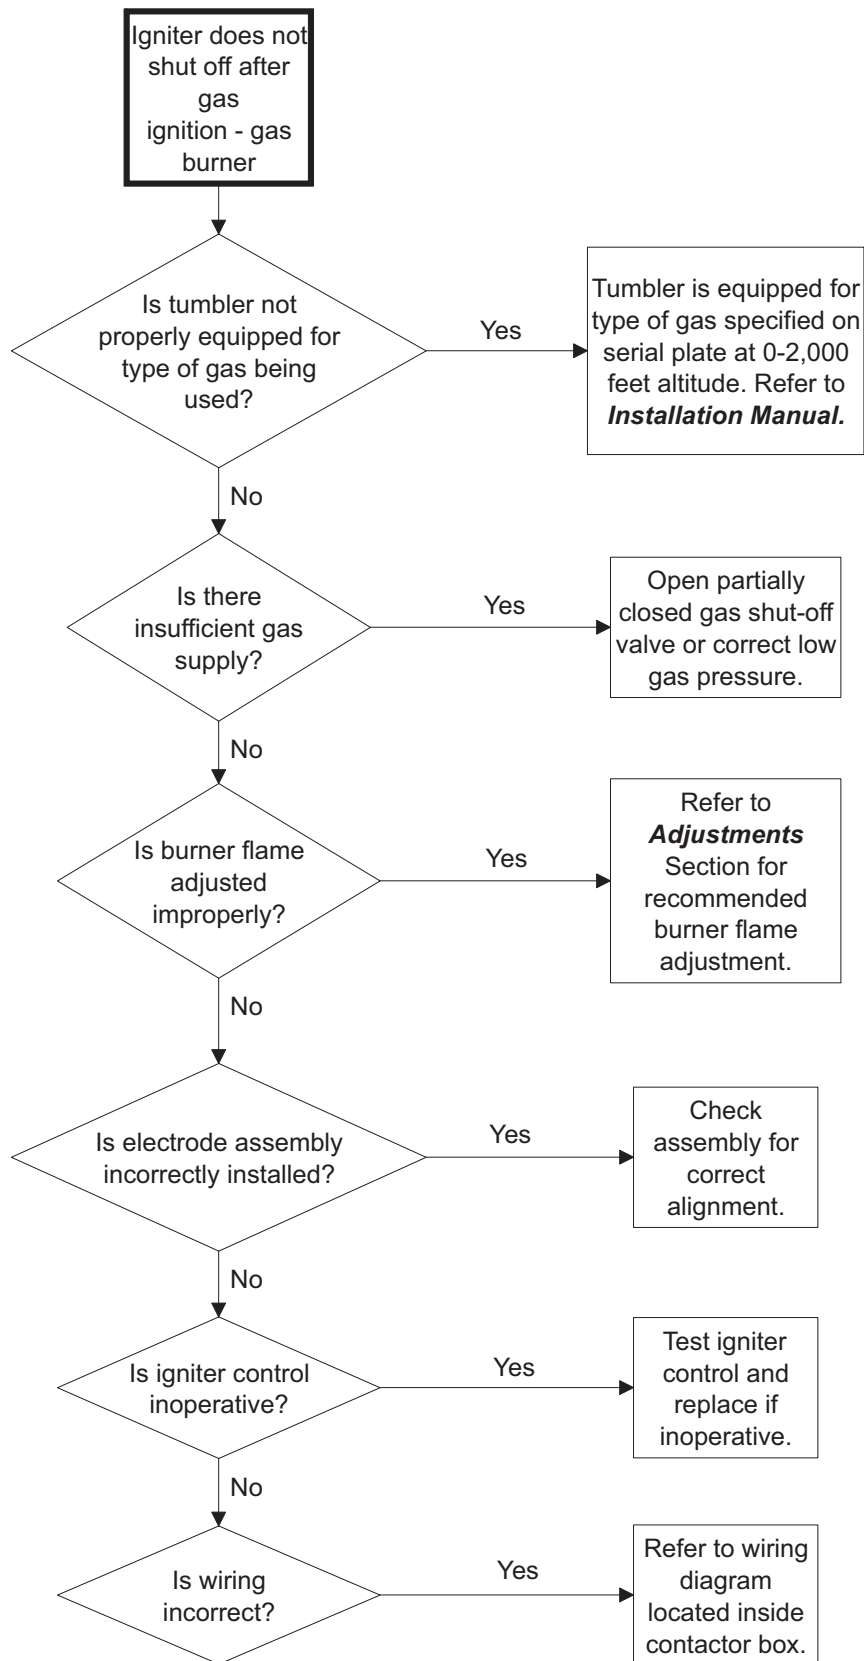 Igniter does not
shut off after
gas
ignition - gas
burner
Is tumbler not
properly equipped for
type of gas being
used?
Yes
Tumbler is equipped for
type of gas specified on
serial plate at 0-2,000
feet altitude. Refer to
Installation Manual.
No
Is there
insufficient gas
supply?
Yes
Open partially
closed gas shut-off
valve or correct low
gas pressure.
No
Is burner flame
adjusted
improperly?
Yes
Refer to
Adjustments
Section for
recommended
burner flame
adjustment.
No
Is electrode assembly
incorrectly installed?
Yes
Check
assembly for
correct
alignment.
No
Is igniter control
inoperative?
Yes
Test igniter
control and
replace if
inoperative.
No
Is wiring
incorrect?
Yes
Refer to wiring
diagram
located inside
contactor box.